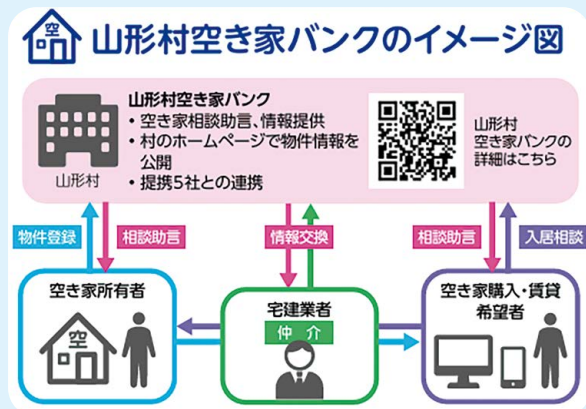 空
山形村空き家バンクのイメージ図
山形村空き家バンク
・空き家相談助言、情報提供
・村のホームページで物件情報を
公開
・提携5社との連携
山形村
山形村
空き家バンクの
詳細はこちら
物件登録
相談助言
情報交換
相談助言
入居相談
空き家所有者
空
宅建業者
仲 介
空き家購入・賃貸
希望者